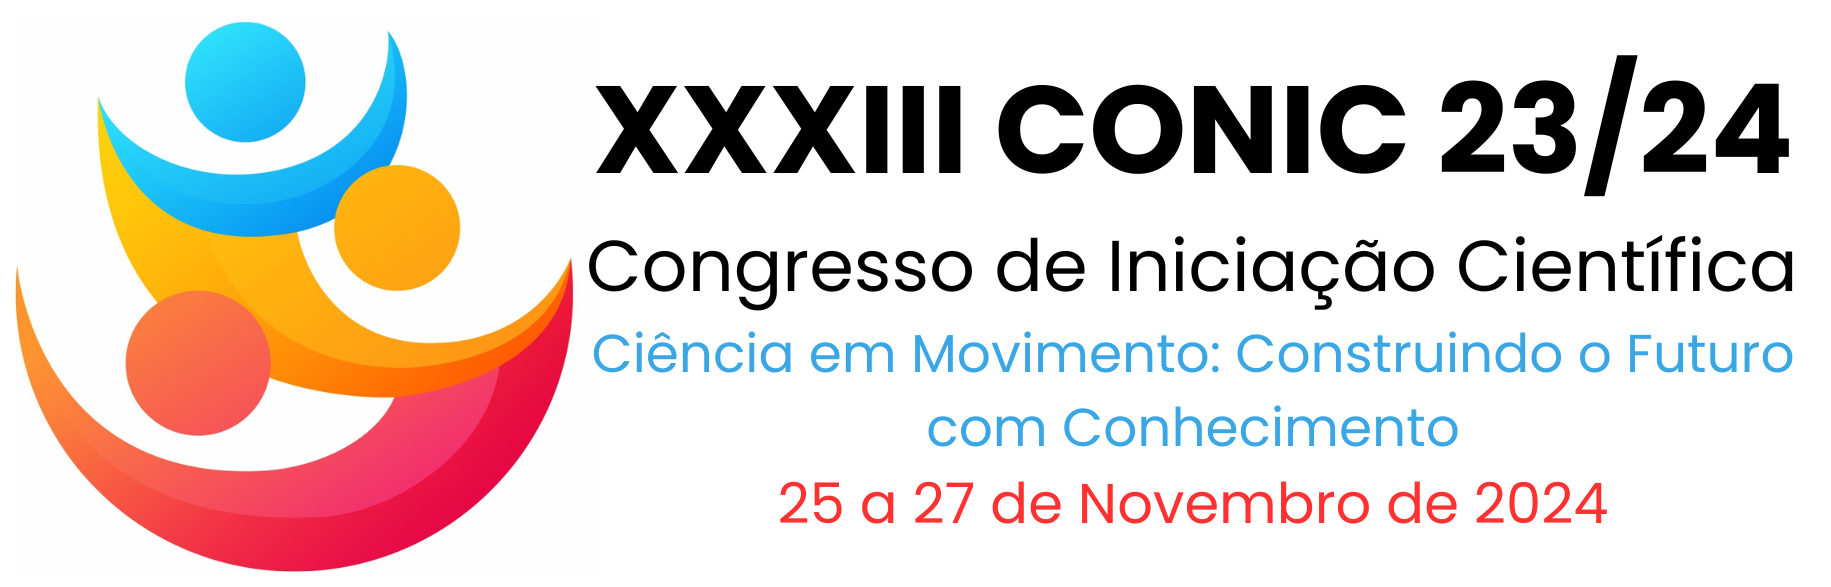 XXXIII CONIC 23/24
Congresso de Iniciação Científica
Ciência em Movimento: Construindo o Futuro
com Conhecimento
25 a 27 de Novembro de 2024